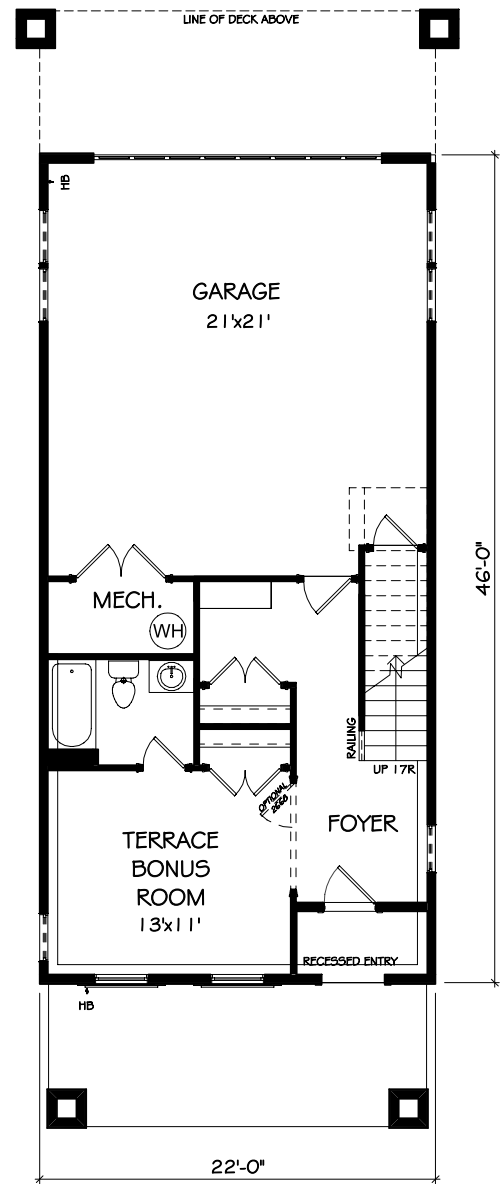 LINE OF DECK ABOVE
HB
GARAGE
21'x21'
46'-0"
MECH.
WH
RAILING
UP 17R
OPTIONAL
2668
FOYER
TERRACE
BONUS
ROOM
13'x11'
RECESSED ENTRY
HB
22'-0"